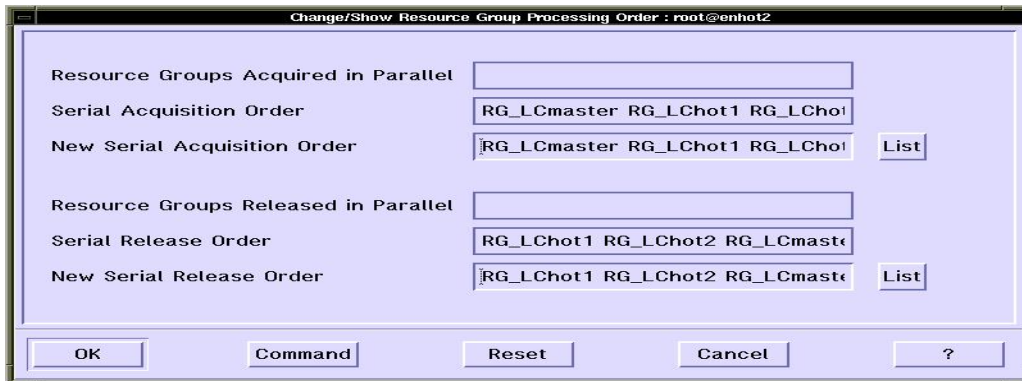 Change/Show Resource Group Processing Order : root@enhot2
Resource Groups Acquired in Parallel
Serial Acquisition Order RG_LCmaster RG_LChot1 RG_LChot
New Serial Acquisition Order RG_LCmaster RG_LChot1 RG_LChot List
Resource Groups Released in Parallel
Serial Release Order RG_LChot1 RG_LChot2 RG_LCmaste
New Serial Release Order RG_LChot1 RG_LChot2 RG_LCmaste List
OK Command Reset Cancel ?